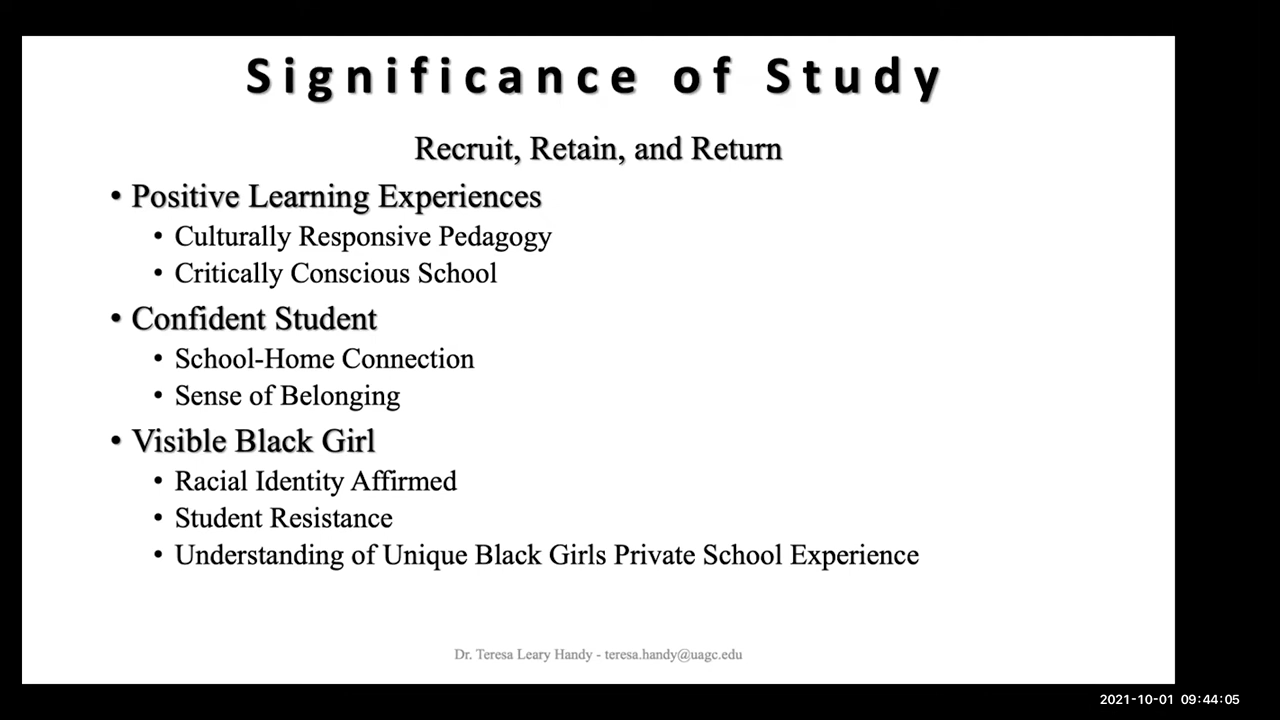 Significance of Study
Recruit, Retain, and Return
• Positive Learning Experiences
• Culturally Responsive Pedagogy
• Critically Conscious School
• Confident Student
• School-Home Connection
• Sense of Belonging
• Visible Black Girl
• Racial Identity Affirmed
• Student Resistance
• Understanding of Unique Black Girls Private School Experience
Dr. Teresa Leary Handy - teresa.handy@uagc.edu
2021-10-01 09:44:05